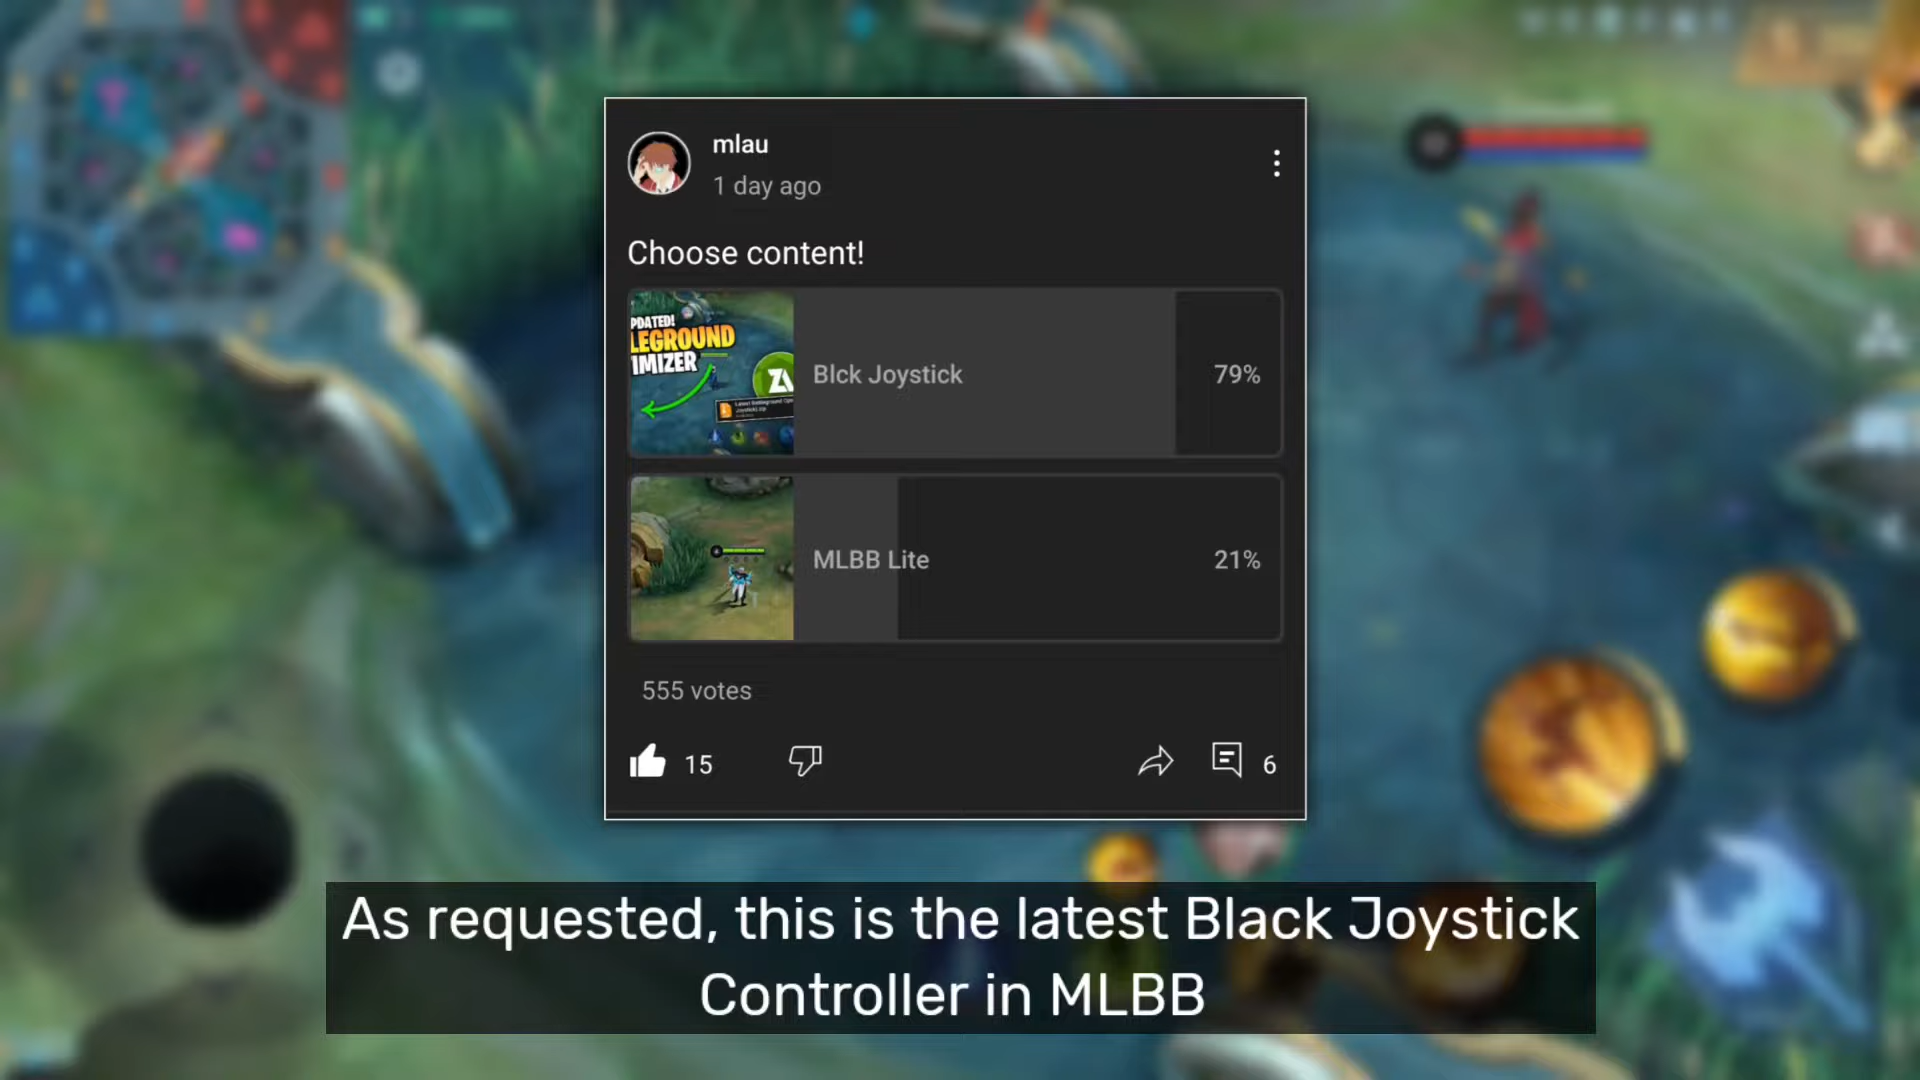 mlau
1 day ago
Choose content!
PDATED!
LEGROUND
IMIZER
Blck Joystick
79%
MLBB Lite
21%
555 votes
15
6
As requested, this is the latest Black Joystick
Controller in MLBB